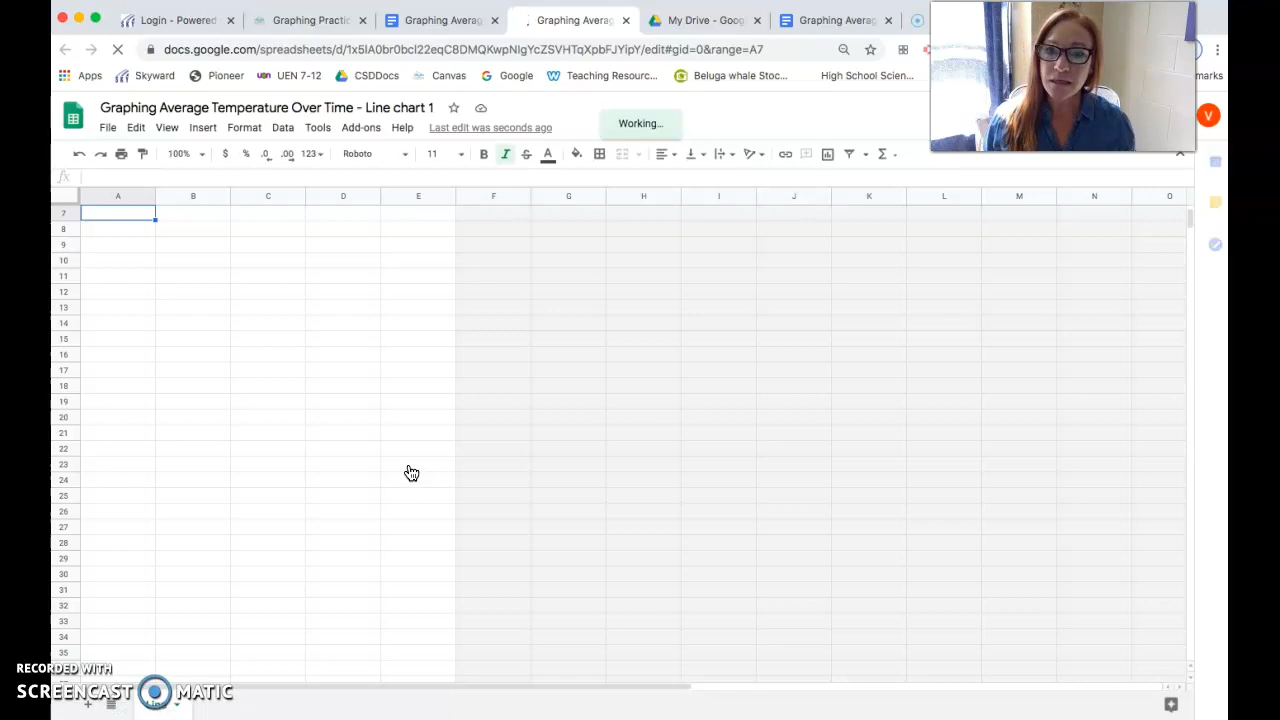 Login - Powered
Graphing Practic
Graphing Averag
Graphing Averag
My Drive - Goog
Graphing Averag
docs.google.com/spreadsheets/d/1x5lA0br0bcl22eqC8DMQKwpNIgYcZSVHTqXpbFJYipY/edit#gid=0&range=A7
Apps
Skyward
Pioneer
UEN 7-12
CSDDocs
Canvas
Google
Teaching Resourc...
Beluga whale Stoc...
High School Scien...
marks
Graphing Average Temperature Over Time - Line chart 1
File Edit View Insert Format Data Tools Add-ons Help Last edit was seconds ago
Working...
V
100% $ % .0 .00 123 Roboto 11 B I S A
fx
A B C D E F G H I J K L M N O
7
8
9
10
11
12
13
14
15
16
17
18
19
20
21
22
23
24
25
26
27
28
29
30
31
32
33
34
35
RECORDED WITH
SCREENCAST MATIC